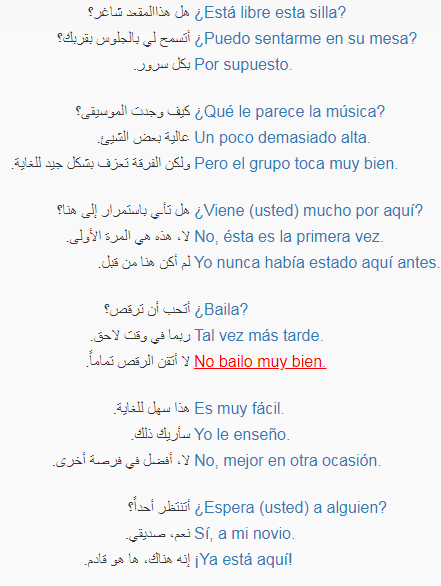 هل هذاالمقعد شاغر؟ ¿Está libre esta silla?
أتسمح لي بالجلوس بقربك؟ ¿Puedo sentarme en su mesa?
بكل سرور. Por supuesto.
كيف وجدت الموسيقى؟ ¿Qué le parece la música?
عالية بعض الشيئ. Un poco demasiado alta.
ولكن الفرقة تعزف بشكل جيد للغاية. Pero el grupo toca muy bien.
هل تأتي باستمرار إلى هنا؟ ¿Viene (usted) mucho por aquí?
لا، هذه هي المرة الأولى. No, ésta es la primera vez.
لم أكن هنا من قبل. Yo nunca había estado aquí antes.
أتحب أن ترقص؟ ¿Baila?
ربما في وقت لاحق. Tal vez más tarde.
لا أتقن الرقص تماماً. No bailo muy bien.
هذا سهل للغاية. Es muy fácil.
سأريك ذلك. Yo le enseño.
لا، أفضل في فرصة أخرى. No, mejor en otra ocasión.
أتنتظر أحداً؟ ¿Espera (usted) a alguien?
نعم، صديقي. Sí, a mi novio.
إنه هناك، ها هو قادم. ¡Ya está aquí!